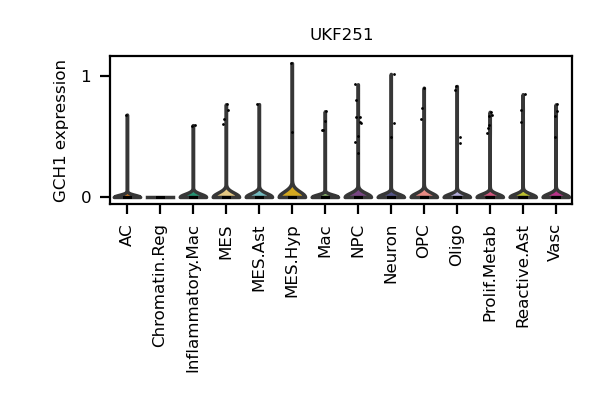 UKF251
GCH1 expression
1
0
AC
Chromatin.Reg
Inflammatory.Mac
MES
MES.Ast
MES.Hyp
Mac
NPC
Neuron
OPC
Oligo
Prolif.Metab
Reactive.Ast
Vasc